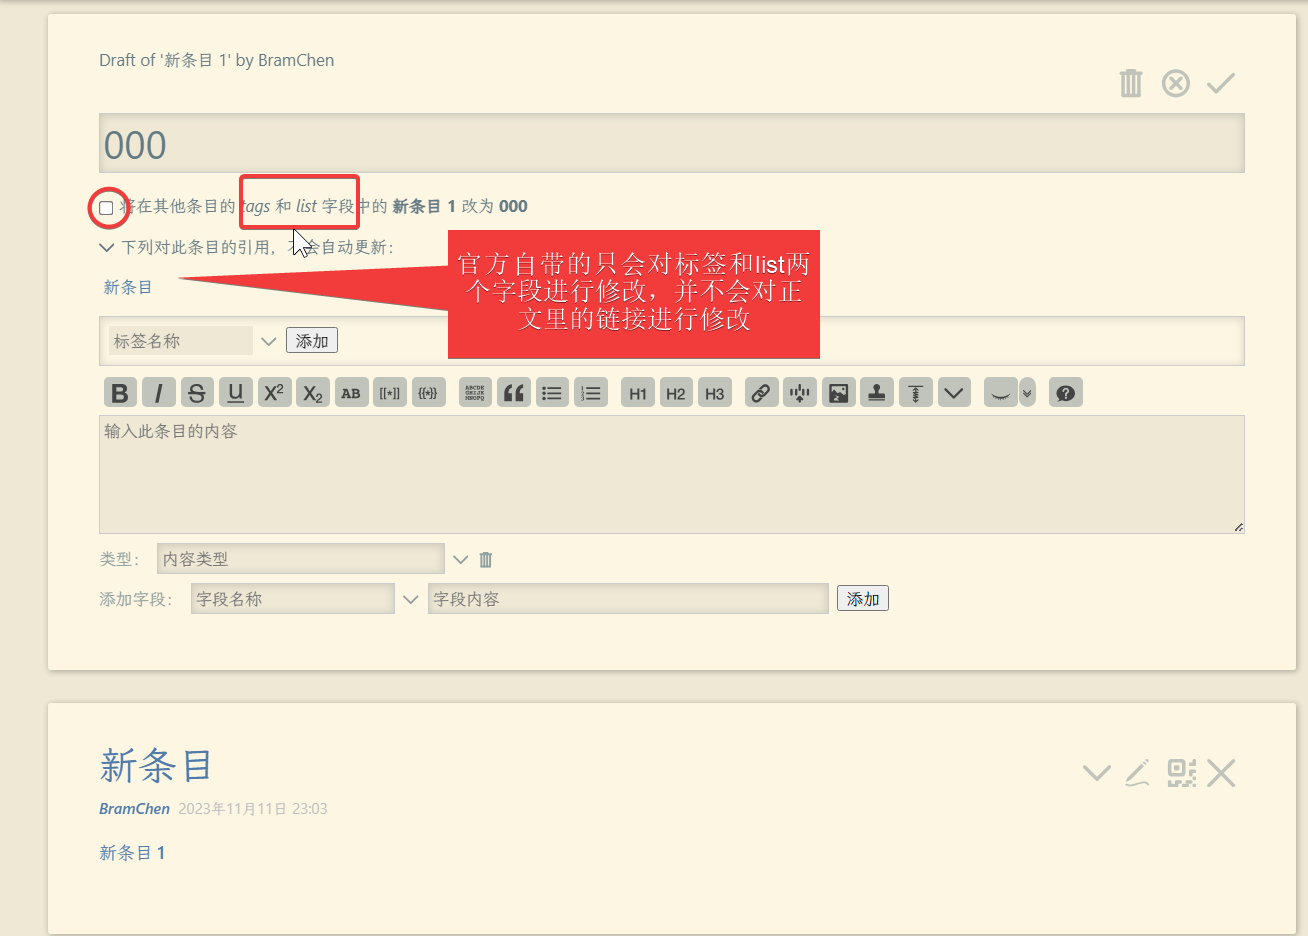 Draft of '新条目 1' by BramChen
000
将在其他条目的 tags 和 list 字段中的 新条目 1 改为 000
下列对此条目的引用，不会自动更新：
新条目
官方自带的只会对标签和list两
个字段进行修改，并不会对正
文里的链接进行修改
标签名称 添加
B I S U X² X₂ AB [[*]] {{*}} ABCDE GHIJK MNOPQ 1 2 3 H1 H2 H3
输入此条目的内容
类型： 内容类型
添加字段： 字段名称 字段内容 添加
新条目
BramChen 2023年11月11日 23:03
新条目 1